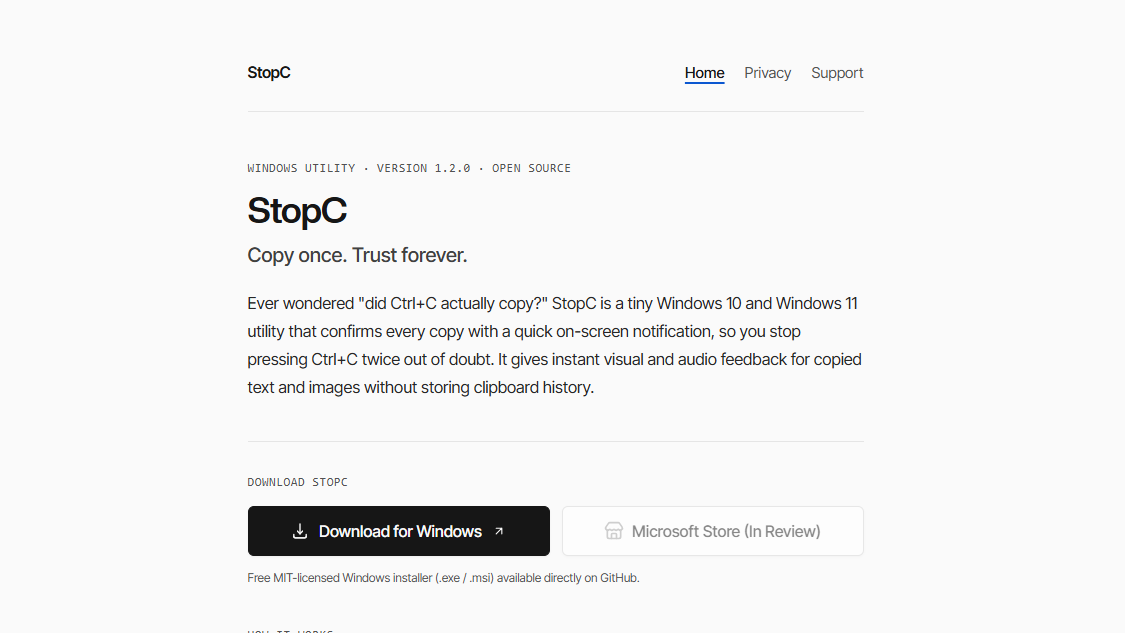 StopC
Home Privacy Support
WINDOWS UTILITY · VERSION 1.2.0 · OPEN SOURCE
StopC
Copy once. Trust forever.
Ever wondered "did Ctrl+C actually copy?" StopC is a tiny Windows 10 and Windows 11
utility that confirms every copy with a quick on-screen notification, so you stop
pressing Ctrl+C twice out of doubt. It gives instant visual and audio feedback for copied
text and images without storing clipboard history.
DOWNLOAD STOPC
Download for Windows ↗
Microsoft Store (In Review)
Free MIT-licensed Windows installer (.exe / .msi) available directly on GitHub.
HOW IT WORKS